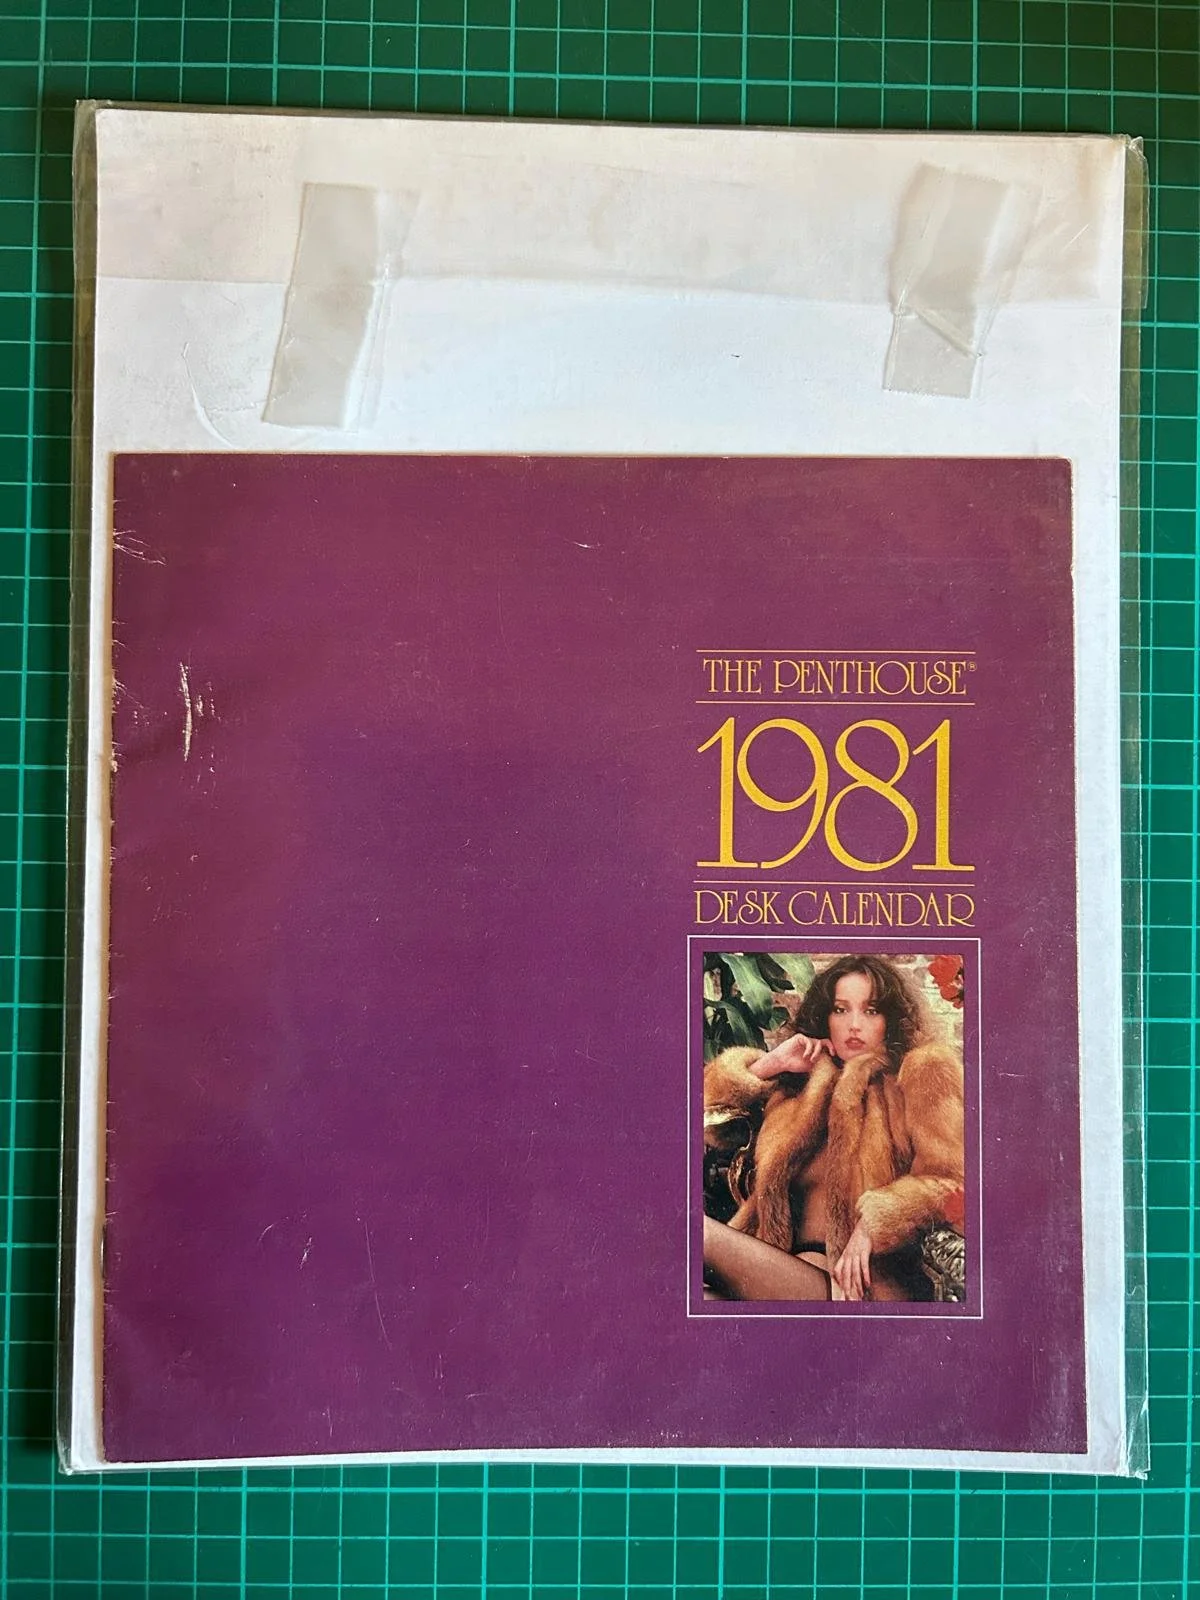 THE PENTHOUSE®
1981
DESK CALENDAR